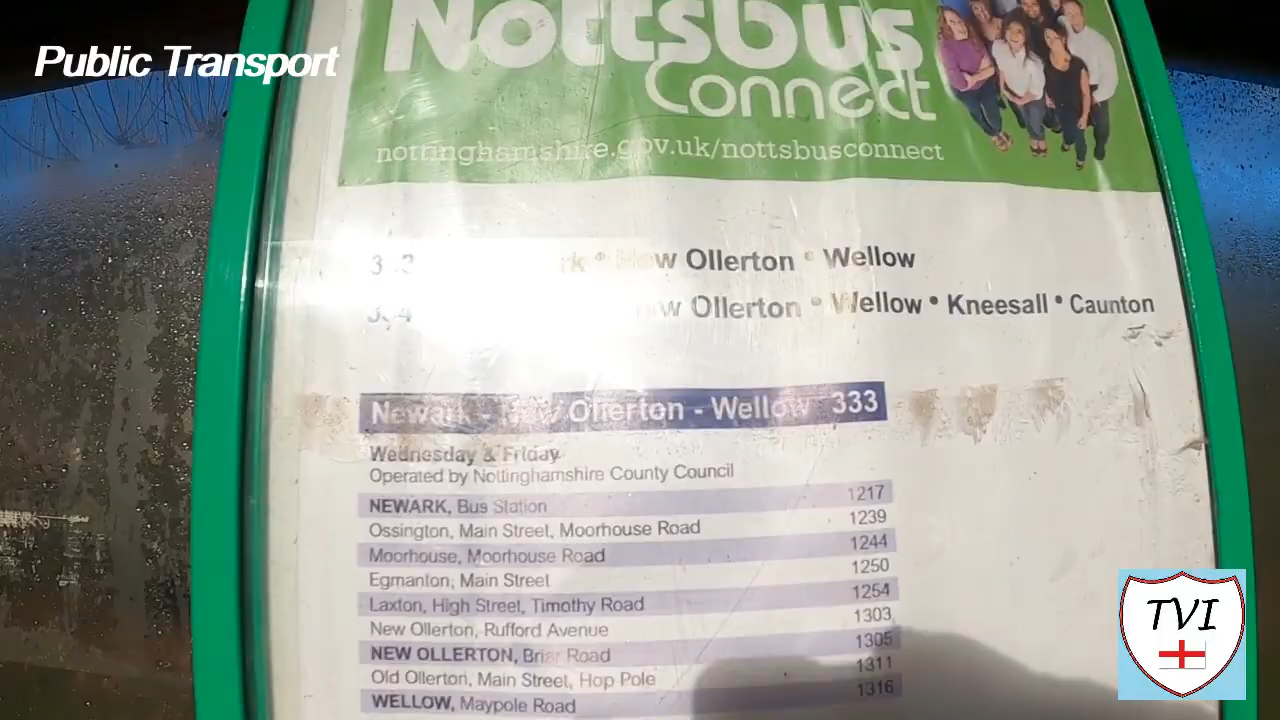 Public Transport
Nottsbus
Connect
nottinghamshire.gov.uk/nottsbusconnect
333 Ollerton • Wellow
Ollerton • Wellow • Kneesall • Caunton
Newark - New Ollerton - Wellow 333
Wednesday & Friday
Operated by Nottinghamshire County Council
NEWARK, Bus Station 1217
Ossington, Main Street, Moorhouse Road 1239
Moorhouse, Moorhouse Road 1244
Egmanton, Main Street 1250
Laxton, High Street, Timothy Road 1254
New Ollerton, Rufford Avenue 1303
NEW OLLERTON, Briar Road 1305
Old Ollerton, Main Street, Hop Pole 1311
WELLOW, Maypole Road 1316
TVI